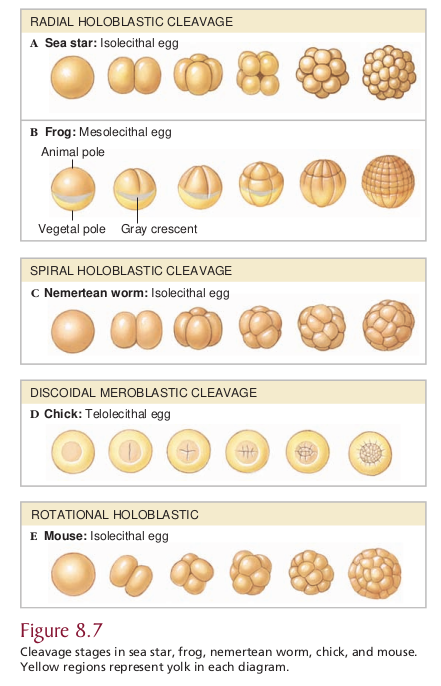 RADIAL HOLOBLASTIC CLEAVAGE
A Sea star: Isolecithal egg
B Frog: Mesolecithal egg
Animal pole
Vegetal pole Gray crescent
SPIRAL HOLOBLASTIC CLEAVAGE
C Nemertean worm: Isolecithal egg
DISCOIDAL MEROBLASTIC CLEAVAGE
D Chick: Telolecithal egg
ROTATIONAL HOLOBLASTIC
E Mouse: Isolecithal egg
Figure 8.7
Cleavage stages in sea star, frog, nemertean worm, chick, and mouse.
Yellow regions represent yolk in each diagram.